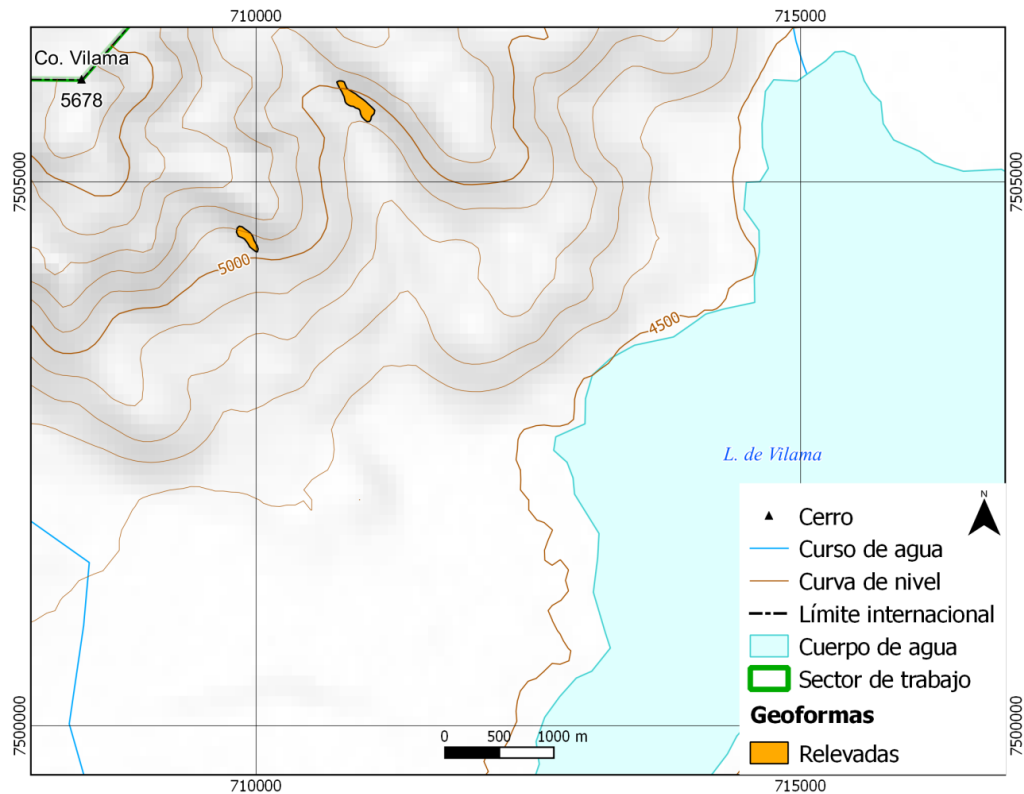 710000
715000
Co. Vilama
5678
7505000
7505000
5000
4500
L. de Vilama
N
Cerro
Curso de agua
Curva de nivel
Límite internacional
Cuerpo de agua
Sector de trabajo
Geoformas
Relevadas
7500000
7500000
0 500 1000 m
710000
715000